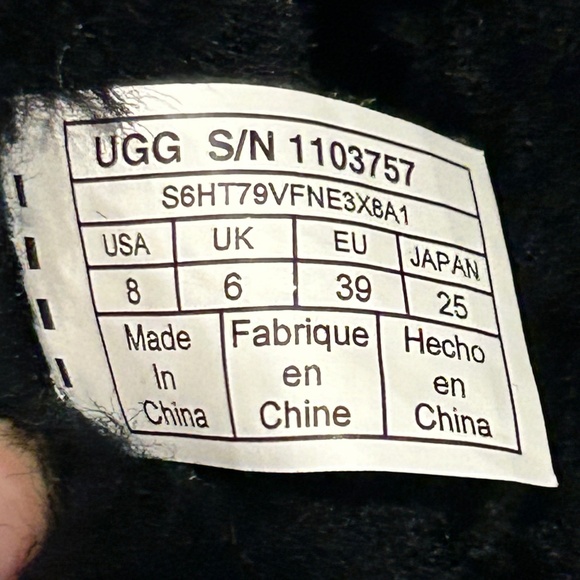 UGG S/N 1103757
S6HT79VFNE3X8A1
USA UK EU JAPAN
8 6 39 25
Made In China
Fabrique en Chine
Hecho en China